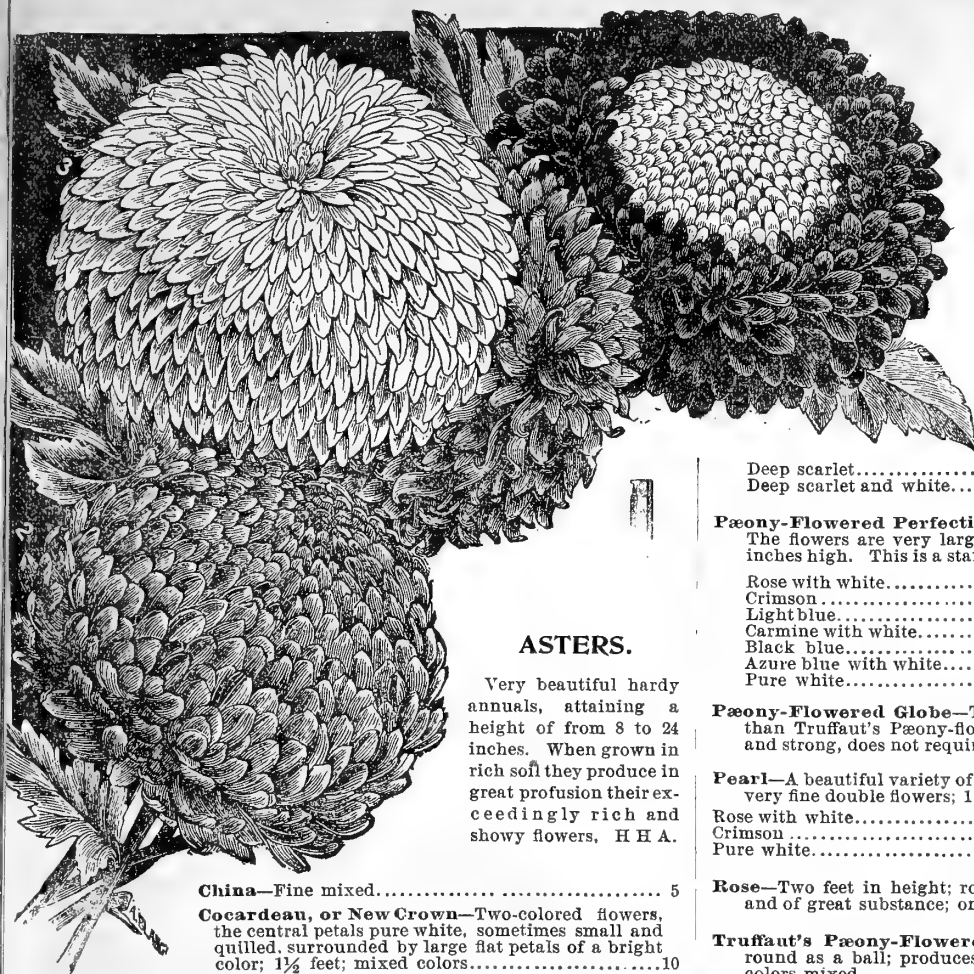 ASTERS.
Very beautiful hardy
annuals, attaining a
height of from 8 to 24
inches. When grown in
rich soil they produce in
great profusion their ex-
ceedingly rich and
showy flowers, H H A.
China—Fine mixed.................................. 5
Cocardeau, or New Crown—Two-colored flowers,
the central petals pure white, sometimes small and
quilled, surrounded by large flat petals of a bright
color; 1½ feet; mixed colors..........................10
Deep scarlet..............
Deep scarlet and white...
Pæony-Flowered Perfecti
The flowers are very larg
inches high. This is a sta
Rose with white..........
Crimson..................
Light blue...............
Carmine with white.......
Black blue...............
Azure blue with white....
Pure white...............
Pæony-Flowered Globe—T
than Truffaut's Pæony-flo
and strong, does not requi
Pearl—A beautiful variety of
very fine double flowers; 1
Rose with white..............
Crimson......................
Pure white...................
Rose—Two feet in height; ro
and of great substance; or
Truffaut's Pæony-Flowere
round as a ball; produces
colors mixed